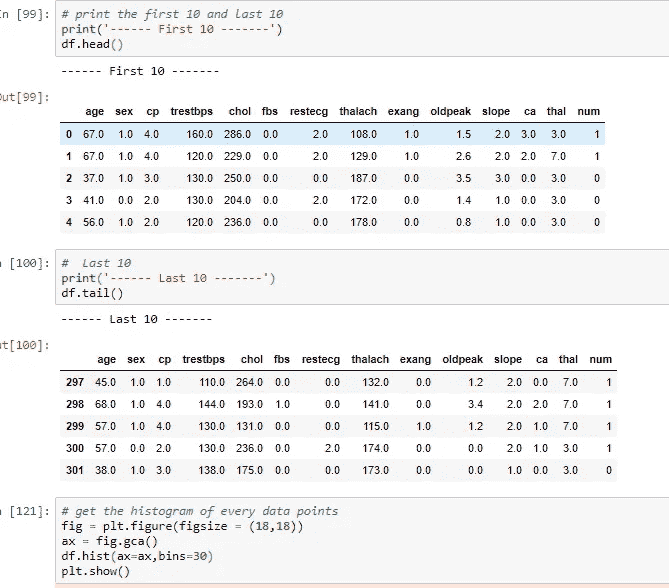 In [99]: # print the first 10 and last 10
print('------ First 10 -------')
df.head()
------ First 10 -------
Out[99]:
age sex cp trestbps chol fbs restecg thalach exang oldpeak slope ca thal num
0 67.0 1.0 4.0 160.0 286.0 0.0 2.0 108.0 1.0 1.5 2.0 3.0 3.0 1
1 67.0 1.0 4.0 120.0 229.0 0.0 2.0 129.0 1.0 2.6 2.0 2.0 7.0 1
2 37.0 1.0 3.0 130.0 250.0 0.0 0.0 187.0 0.0 3.5 3.0 0.0 3.0 0
3 41.0 0.0 2.0 130.0 204.0 0.0 2.0 172.0 0.0 1.4 1.0 0.0 3.0 0
4 56.0 1.0 2.0 120.0 236.0 0.0 0.0 178.0 0.0 0.8 1.0 0.0 3.0 0
[100]: # Last 10
print('------ Last 10 -------')
df.tail()
------ Last 10 -------
ut[100]:
age sex cp trestbps chol fbs restecg thalach exang oldpeak slope ca thal num
297 45.0 1.0 1.0 110.0 264.0 0.0 0.0 132.0 0.0 1.2 2.0 0.0 7.0 1
298 68.0 1.0 4.0 144.0 193.0 1.0 0.0 141.0 0.0 3.4 2.0 2.0 7.0 1
299 57.0 1.0 4.0 130.0 131.0 0.0 0.0 115.0 1.0 1.2 2.0 1.0 7.0 1
300 57.0 0.0 2.0 130.0 236.0 0.0 2.0 174.0 0.0 0.0 2.0 1.0 3.0 1
301 38.0 1.0 3.0 138.0 175.0 0.0 0.0 173.0 0.0 0.0 1.0 0.0 3.0 0
[121]: # get the histogram of every data points
fig = plt.figure(figsize = (18,18))
ax = fig.gca()
df.hist(ax=ax,bins=30)
plt.show()